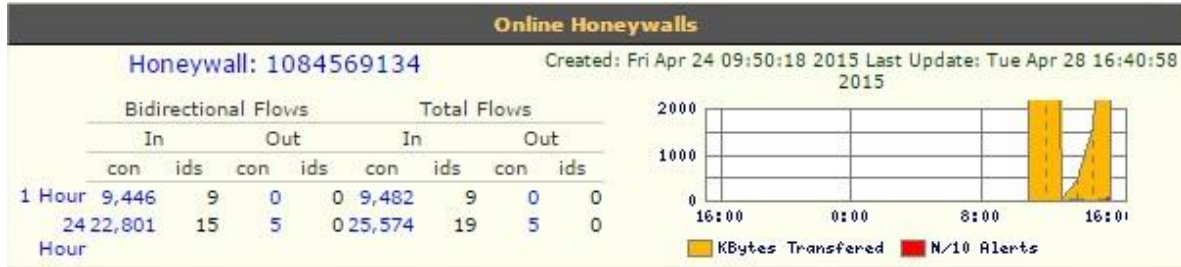 Online Honeywalls
Honeywall: 1084569134
Created: Fri Apr 24 09:50:18 2015 Last Update: Tue Apr 28 16:40:58
2015
Bidirectional Flows Total Flows
In Out In Out
con ids con ids con ids con ids
1 Hour 9,446 9 0 0 9,482 9 0 0
24 22,801 15 5 0 25,574 19 5 0
Hour
2000
1000
0
16:00 0:00 8:00 16:0
KBytes Transfered N/10 Alerts